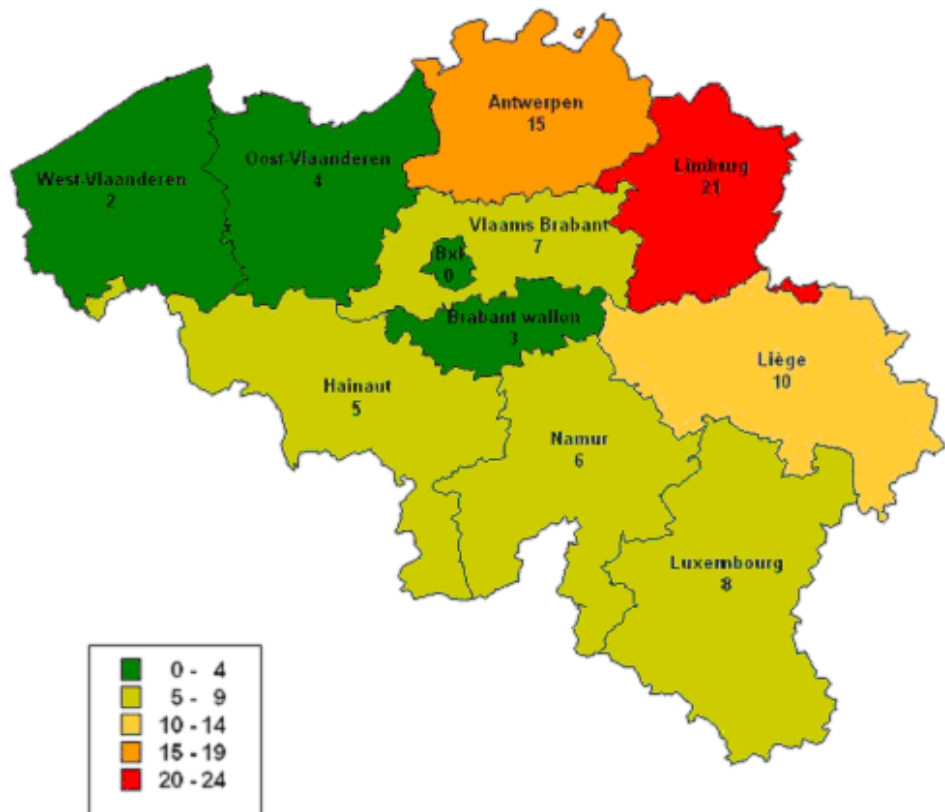 Antwerpen
15
Limburg
21
Oost-Vlaanderen
4
West-Vlaanderen
2
Vlaams Brabant
7
Bxl
0
Brabant wallon
3
Liège
10
Hainaut
5
Namur
6
Luxembourg
8
0 - 4
5 - 9
10 - 14
15 - 19
20 - 24